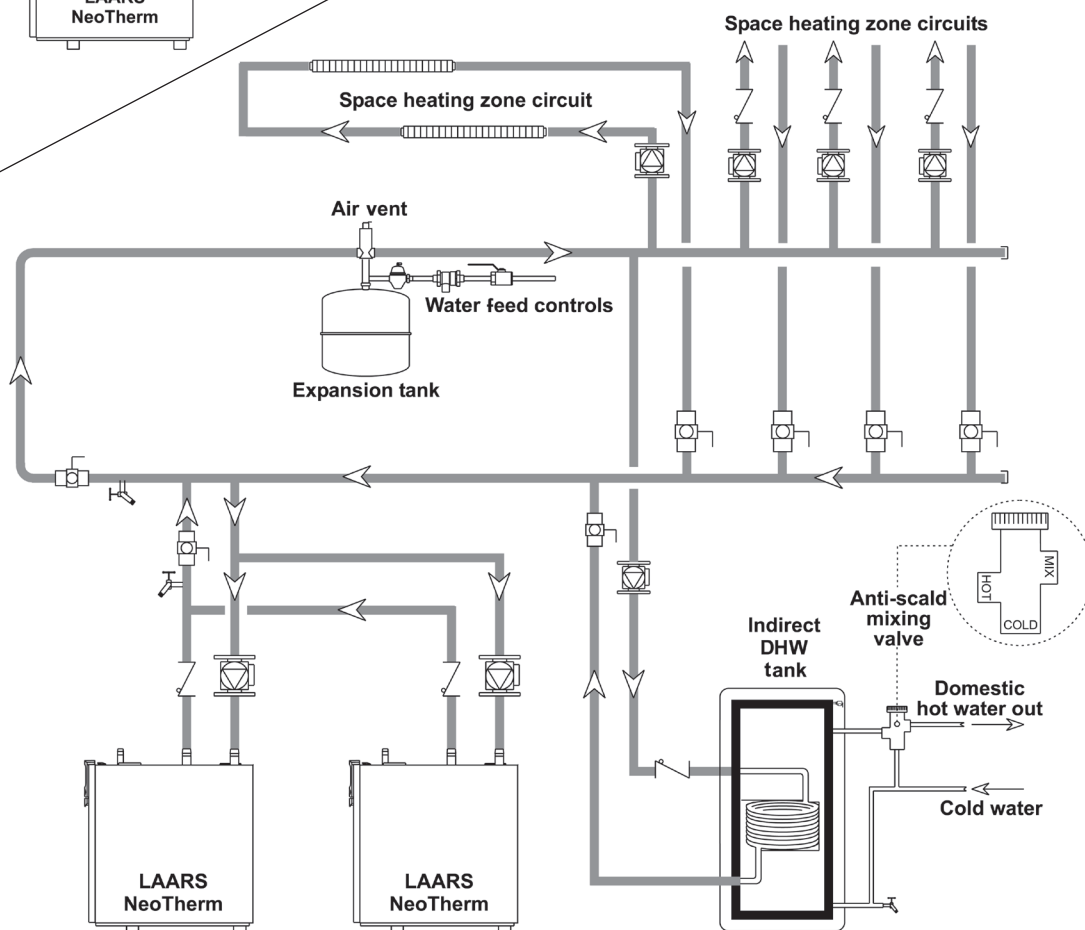 LAARS
NeoTherm
Space heating zone circuits
Space heating zone circuit
Air vent
Water feed controls
Expansion tank
MIX
HOT
COLD
Anti-scald
mixing
valve
Indirect
DHW
tank
Domestic
hot water out
Cold water
LAARS
NeoTherm
LAARS
NeoTherm